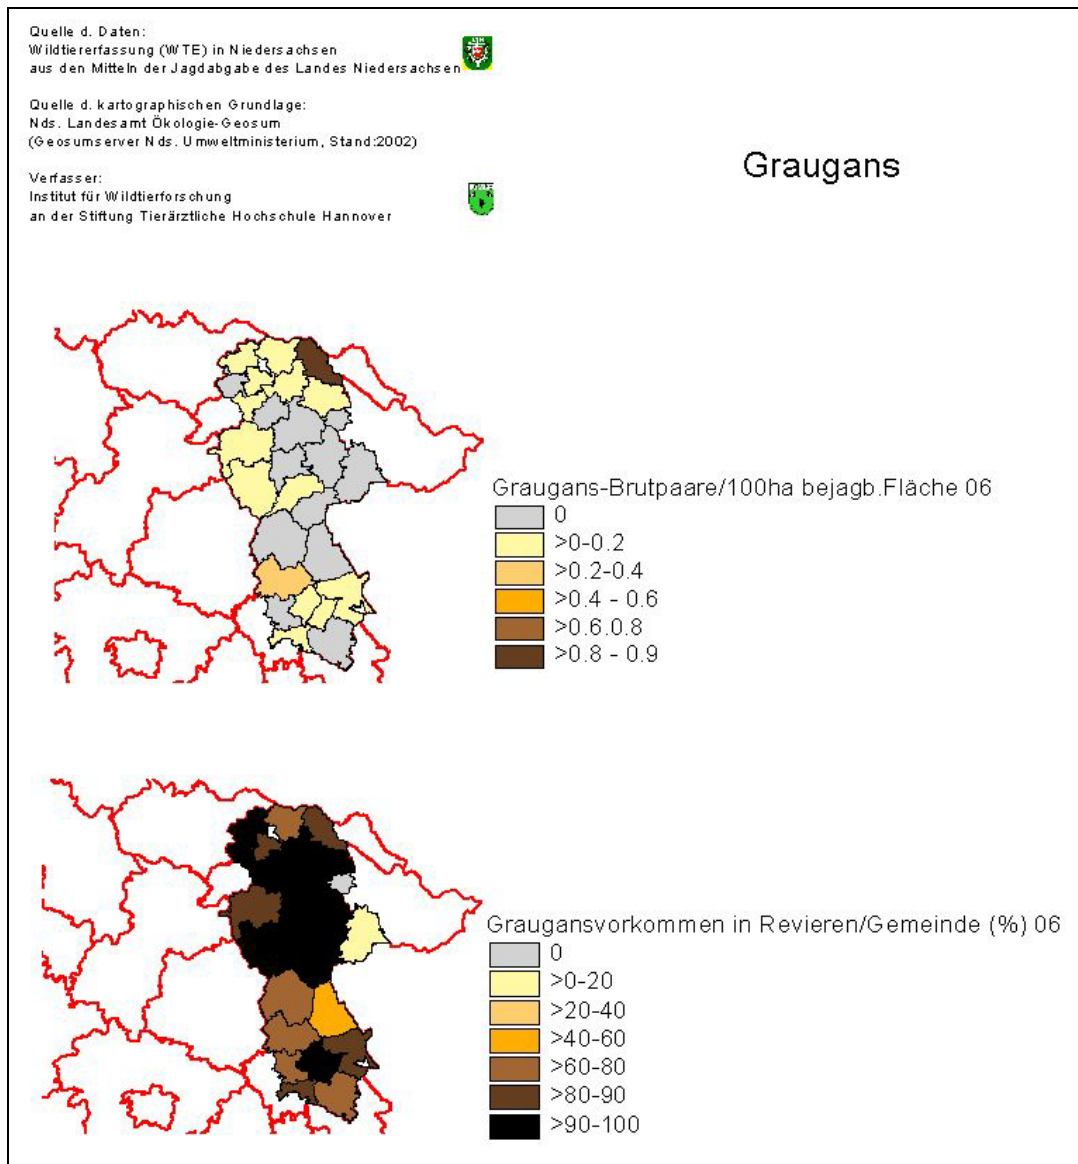 Quelle d. Daten:
Wildtiererfassung (WTE) in Niedersachsen
aus den Mitteln der Jagdabgabe des Landes Niedersachsen
Quelle d. kartographischen Grundlage:
Nds. Landesamt Ökologie-Geosum
(Geosumserver Nds. Umweltministerium, Stand:2002)
Verfasser:
Institut für Wildtierforschung
an der Stiftung Tierärztliche Hochschule Hannover
Graugans
Graugans-Brutpaare/100ha bejagb.Fläche 06
0
>0-0.2
>0.2-0.4
>0.4 - 0.6
>0.6.0.8
>0.8 - 0.9
Graugansvorkommen in Revieren/Gemeinde (%) 06
0
>0-20
>20-40
>40-60
>60-80
>80-90
>90-100